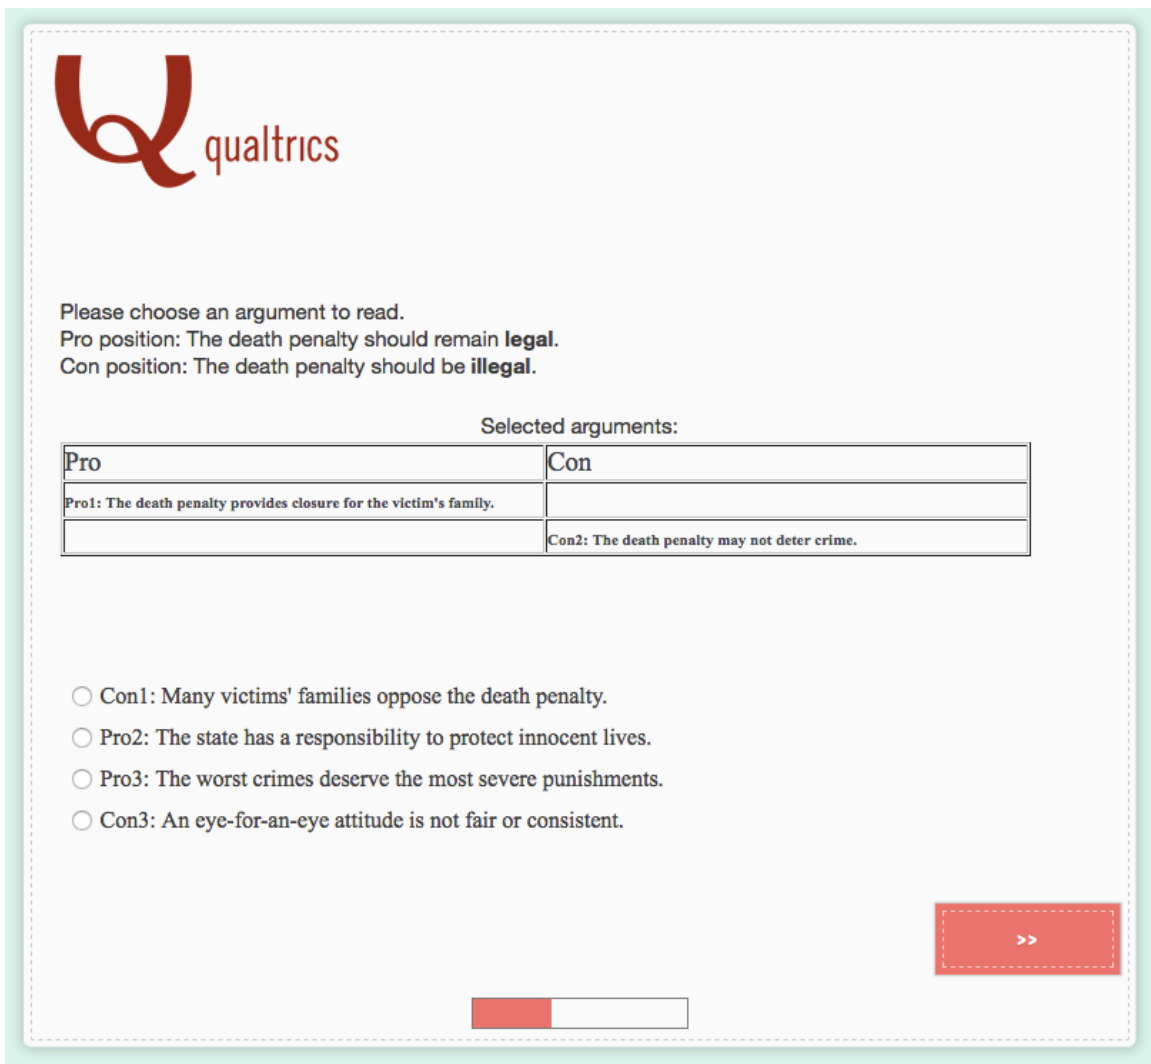 qualtrics
Please choose an argument to read.
Pro position: The death penalty should remain legal.
Con position: The death penalty should be illegal.
Selected arguments:
Pro Con
Pro1: The death penalty provides closure for the victim's family.
Con2: The death penalty may not deter crime.
Con1: Many victims' families oppose the death penalty.
Pro2: The state has a responsibility to protect innocent lives.
Pro3: The worst crimes deserve the most severe punishments.
Con3: An eye-for-an-eye attitude is not fair or consistent.
>>